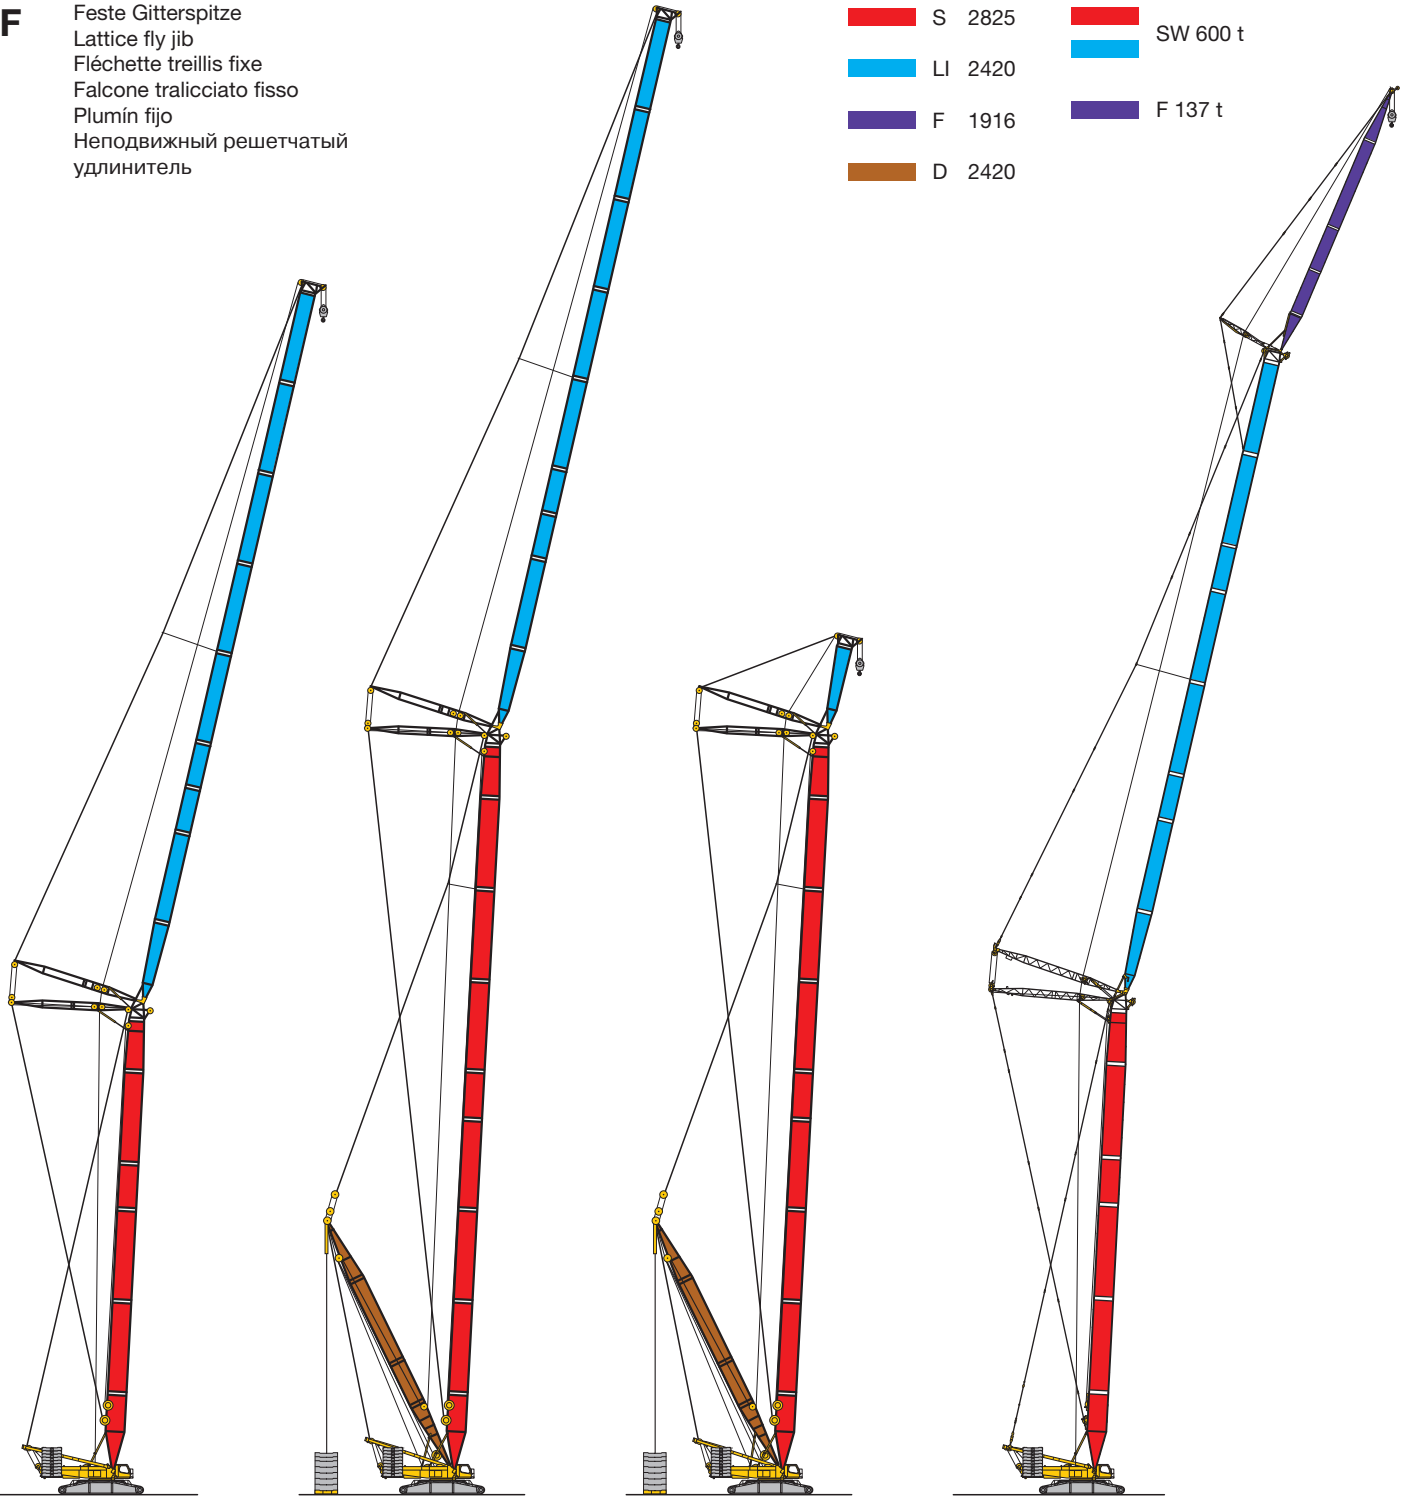 F
Feste Gitterspitze
Lattice fly jib
Fléchette treillis fixe
Falcone tralicciato fisso
Plumín fijo
Неподвижный решетчатый
удлинитель
S 2825
LI 2420
F 1916
D 2420
SW 600 t
F 137 t